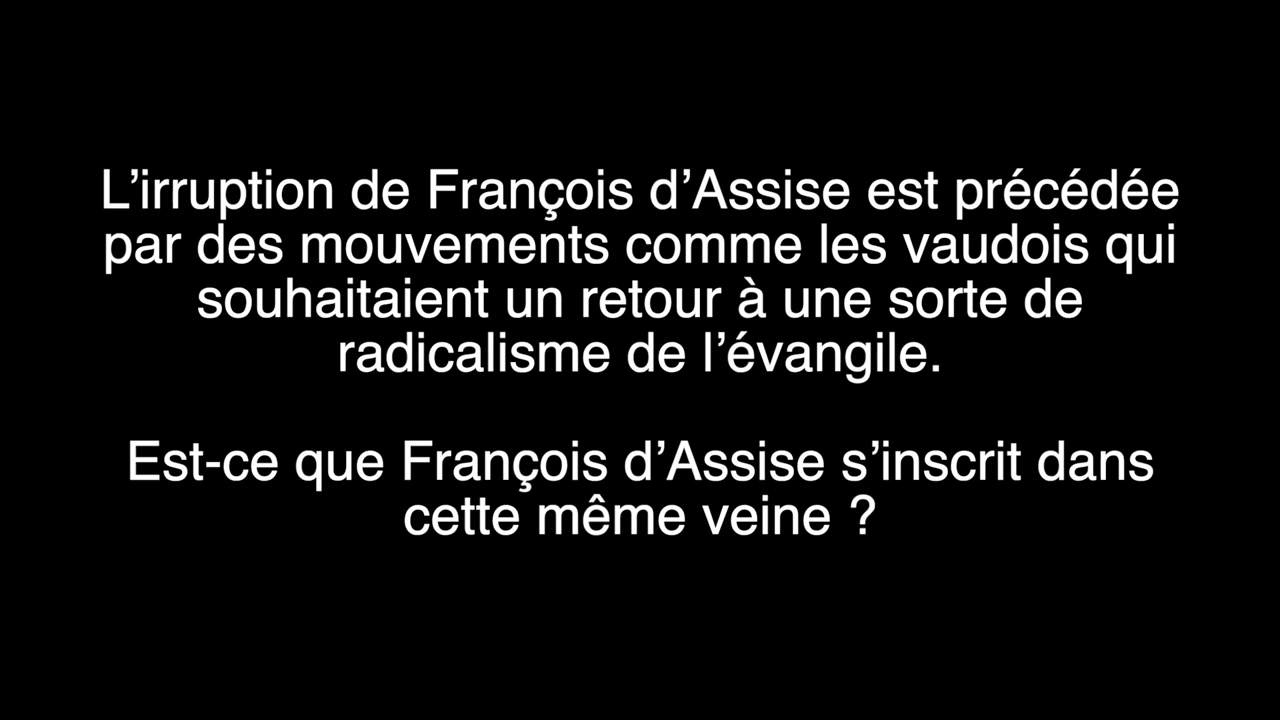 L’irruption de François d’Assise est précédée
par des mouvements comme les vaudois qui
souhaitaient un retour à une sorte de
radicalisme de l’évangile.
Est-ce que François d’Assise s’inscrit dans
cette même veine ?